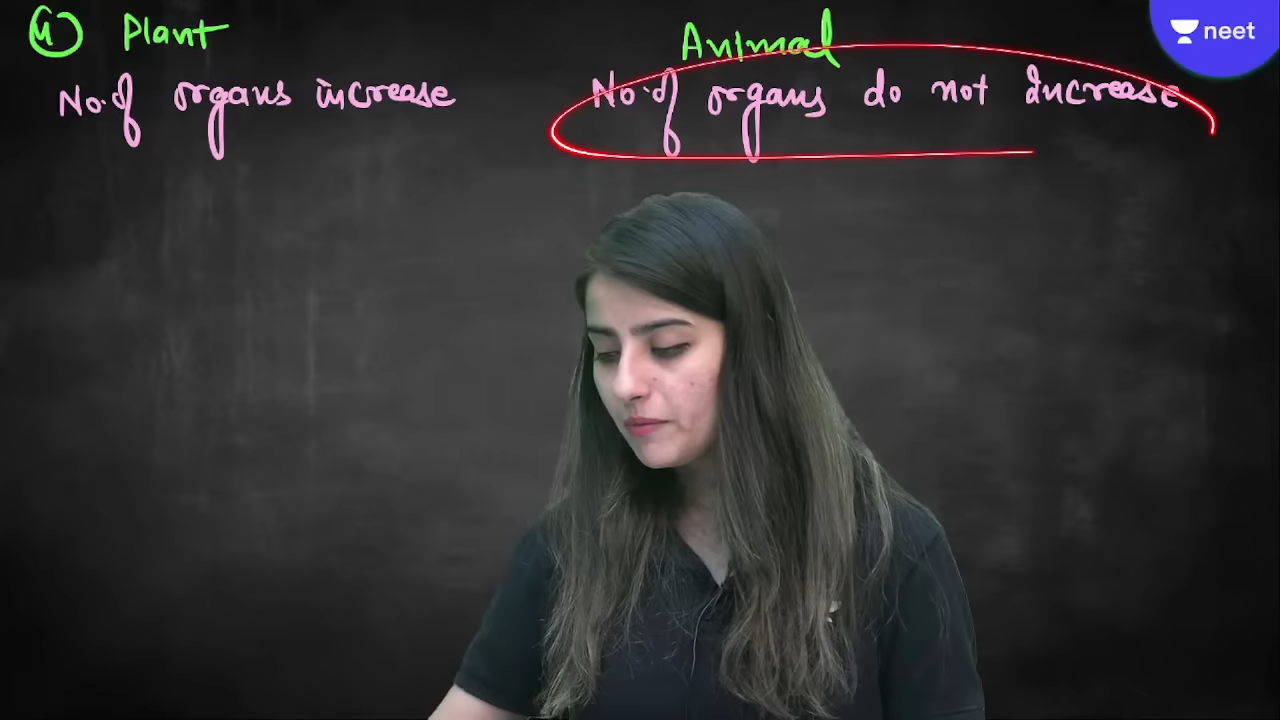 4 Plant
Animal
neet
No. of organs increase
No. of organs do not increase